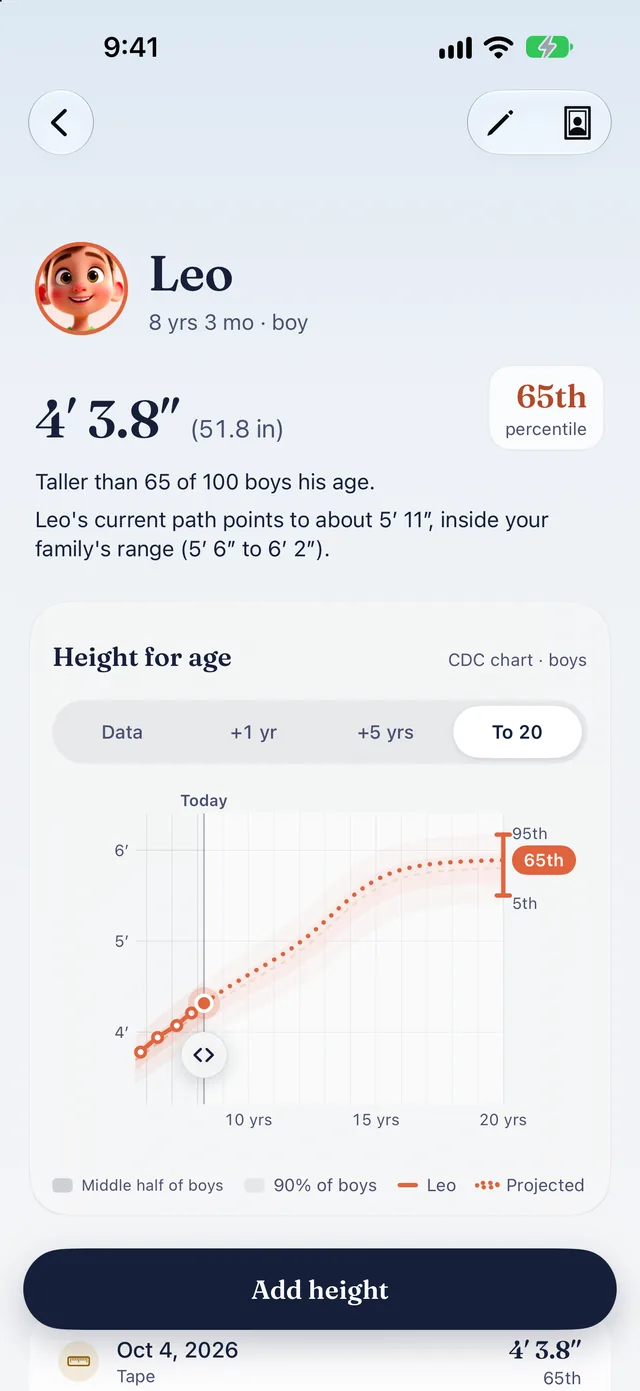 9:41
Leo
8 yrs 3 mo · boy
4′ 3.8″ (51.8 in)
65th
percentile
Taller than 65 of 100 boys his age.
Leo's current path points to about 5′ 11″, inside your
family's range (5′ 6″ to 6′ 2″).
Height for age
CDC chart · boys
Data
+1 yr
+5 yrs
To 20
Today
6′
5′
4′
95th
65th
5th
10 yrs
15 yrs
20 yrs
Middle half of boys
90% of boys
Leo
Projected
Add height
Oct 4, 2026
4′ 3.8″
Tape
65th